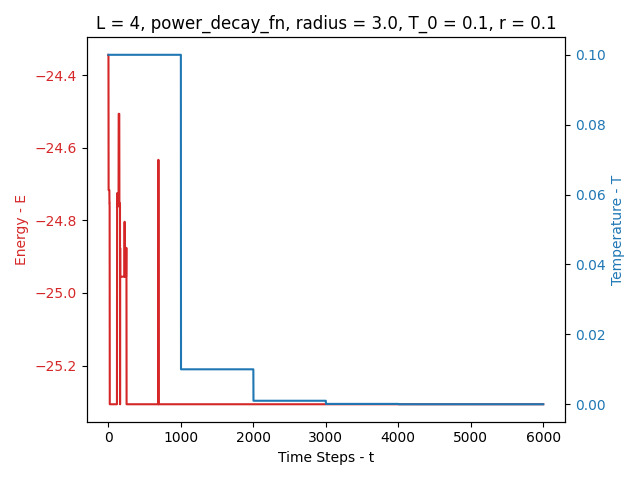 L = 4, power_decay_fn, radius = 3.0, T_0 = 0.1, r = 0.1
−24.4
−24.6
−24.8
−25.0
−25.2
Energy - E
0.10
0.08
0.06
0.04
0.02
0.00
Temperature - T
0 1000 2000 3000 4000 5000 6000
Time Steps - t